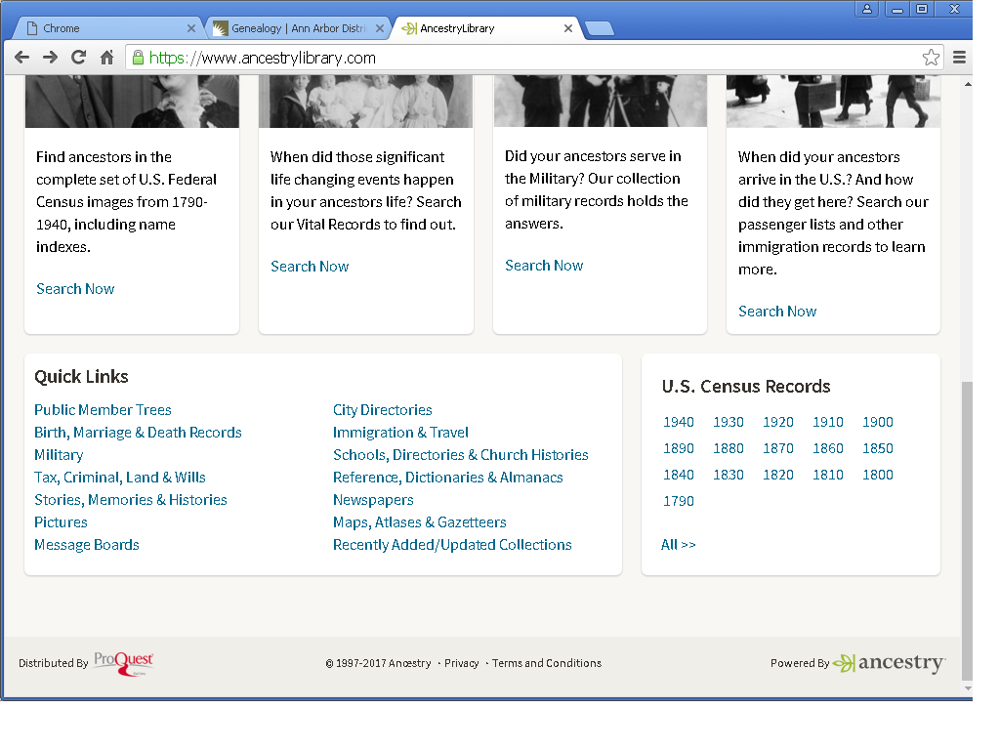 Chrome
Genealogy | Ann Arbor Distri
AncestryLibrary
https://www.ancestrylibrary.com
Find ancestors in the
complete set of U.S. Federal
Census images from 1790-
1940, including name
indexes.
Search Now
When did those significant
life changing events happen
in your ancestors life? Search
our Vital Records to find out.
Search Now
Did your ancestors serve in
the Military? Our collection
of military records holds the
answers.
Search Now
When did your ancestors
arrive in the U.S.? And how
did they get here? Search our
passenger lists and other
immigration records to learn
more.
Search Now
Quick Links
Public Member Trees
Birth, Marriage & Death Records
Military
Tax, Criminal, Land & Wills
Stories, Memories & Histories
Pictures
Message Boards
City Directories
Immigration & Travel
Schools, Directories & Church Histories
Reference, Dictionaries & Almanacs
Newspapers
Maps, Atlases & Gazetteers
Recently Added/Updated Collections
U.S. Census Records
1940 1930 1920 1910 1900
1890 1880 1870 1860 1850
1840 1830 1820 1810 1800
1790
All >>
Distributed By ProQuest
© 1997-2017 Ancestry · Privacy · Terms and Conditions
Powered By ancestry